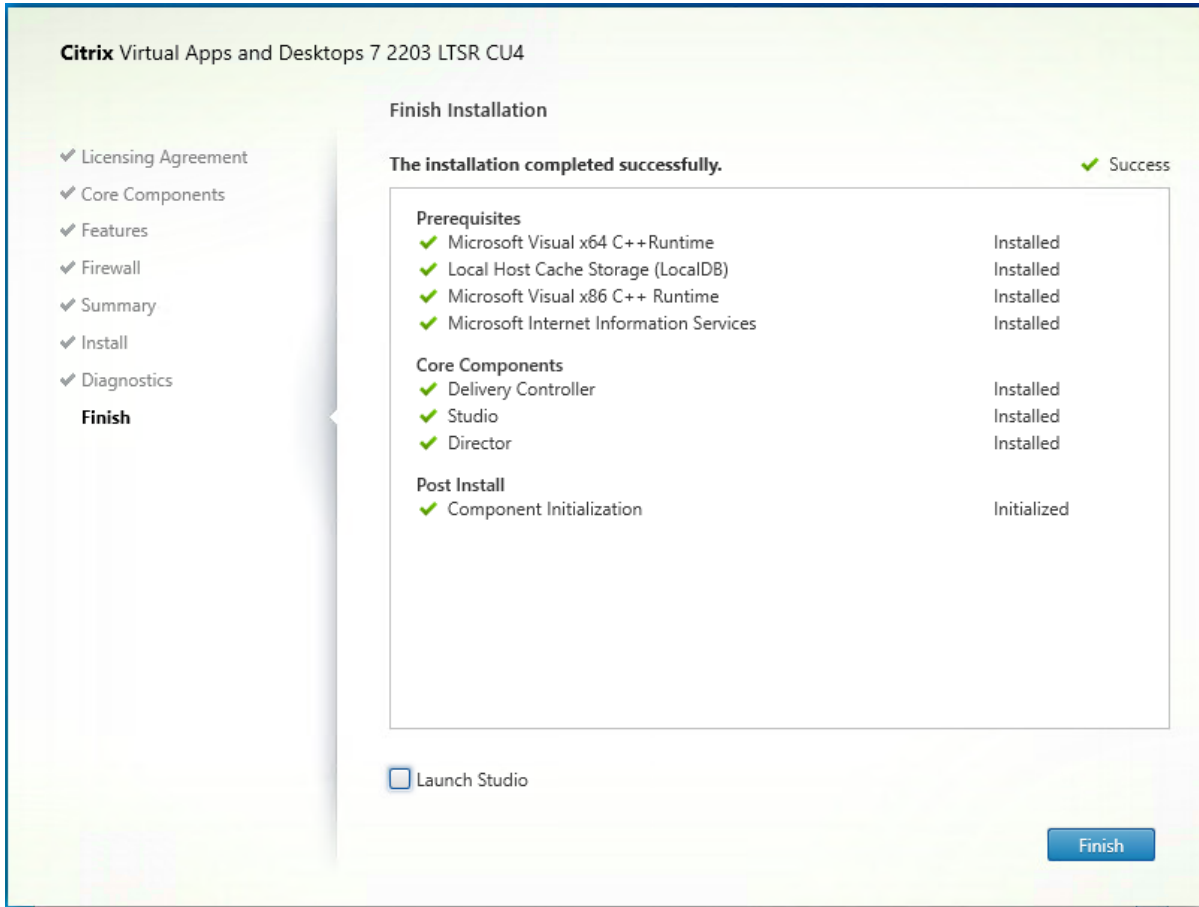 Citrix Virtual Apps and Desktops 7 2203 LTSR CU4
Licensing Agreement
Core Components
Features
Firewall
Summary
Install
Diagnostics
Finish
Finish Installation
The installation completed successfully. Success
Prerequisites
Microsoft Visual x64 C++Runtime Installed
Local Host Cache Storage (LocalDB) Installed
Microsoft Visual x86 C++ Runtime Installed
Microsoft Internet Information Services Installed
Core Components
Delivery Controller Installed
Studio Installed
Director Installed
Post Install
Component Initialization Initialized
Launch Studio
Finish